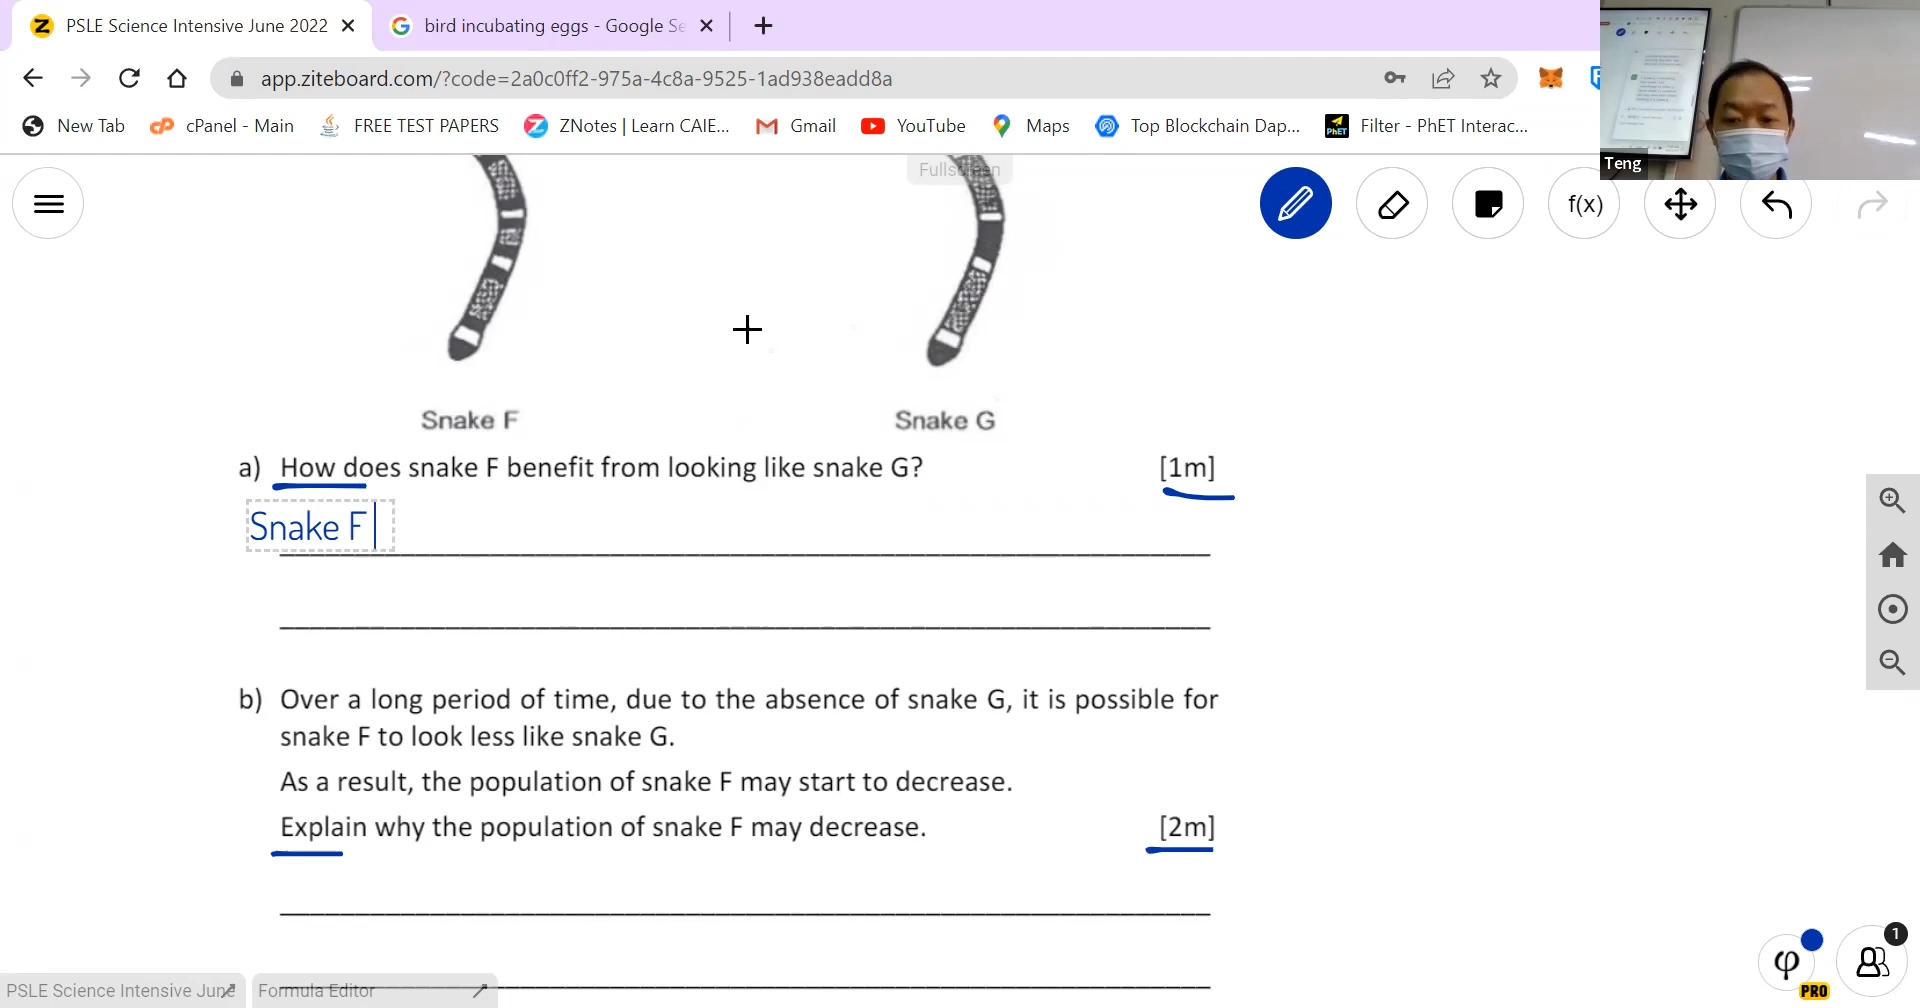 PSLE Science Intensive June 2022
bird incubating eggs - Google Se
app.ziteboard.com/?code=2a0c0ff2-975a-4c8a-9525-1ad938eadd8a
New Tab
cPanel - Main
FREE TEST PAPERS
ZNotes | Learn CAIE...
Gmail
YouTube
Maps
Top Blockchain Dap...
PhET
Filter - PhET Interac...
Teng
Fullscreen
f(x)
Snake F
Snake G
a) How does snake F benefit from looking like snake G? [1m]
Snake F
b) Over a long period of time, due to the absence of snake G, it is possible for
snake F to look less like snake G.
As a result, the population of snake F may start to decrease.
Explain why the population of snake F may decrease. [2m]
1
φ
PRO
PSLE Science Intensive June
Formula Editor